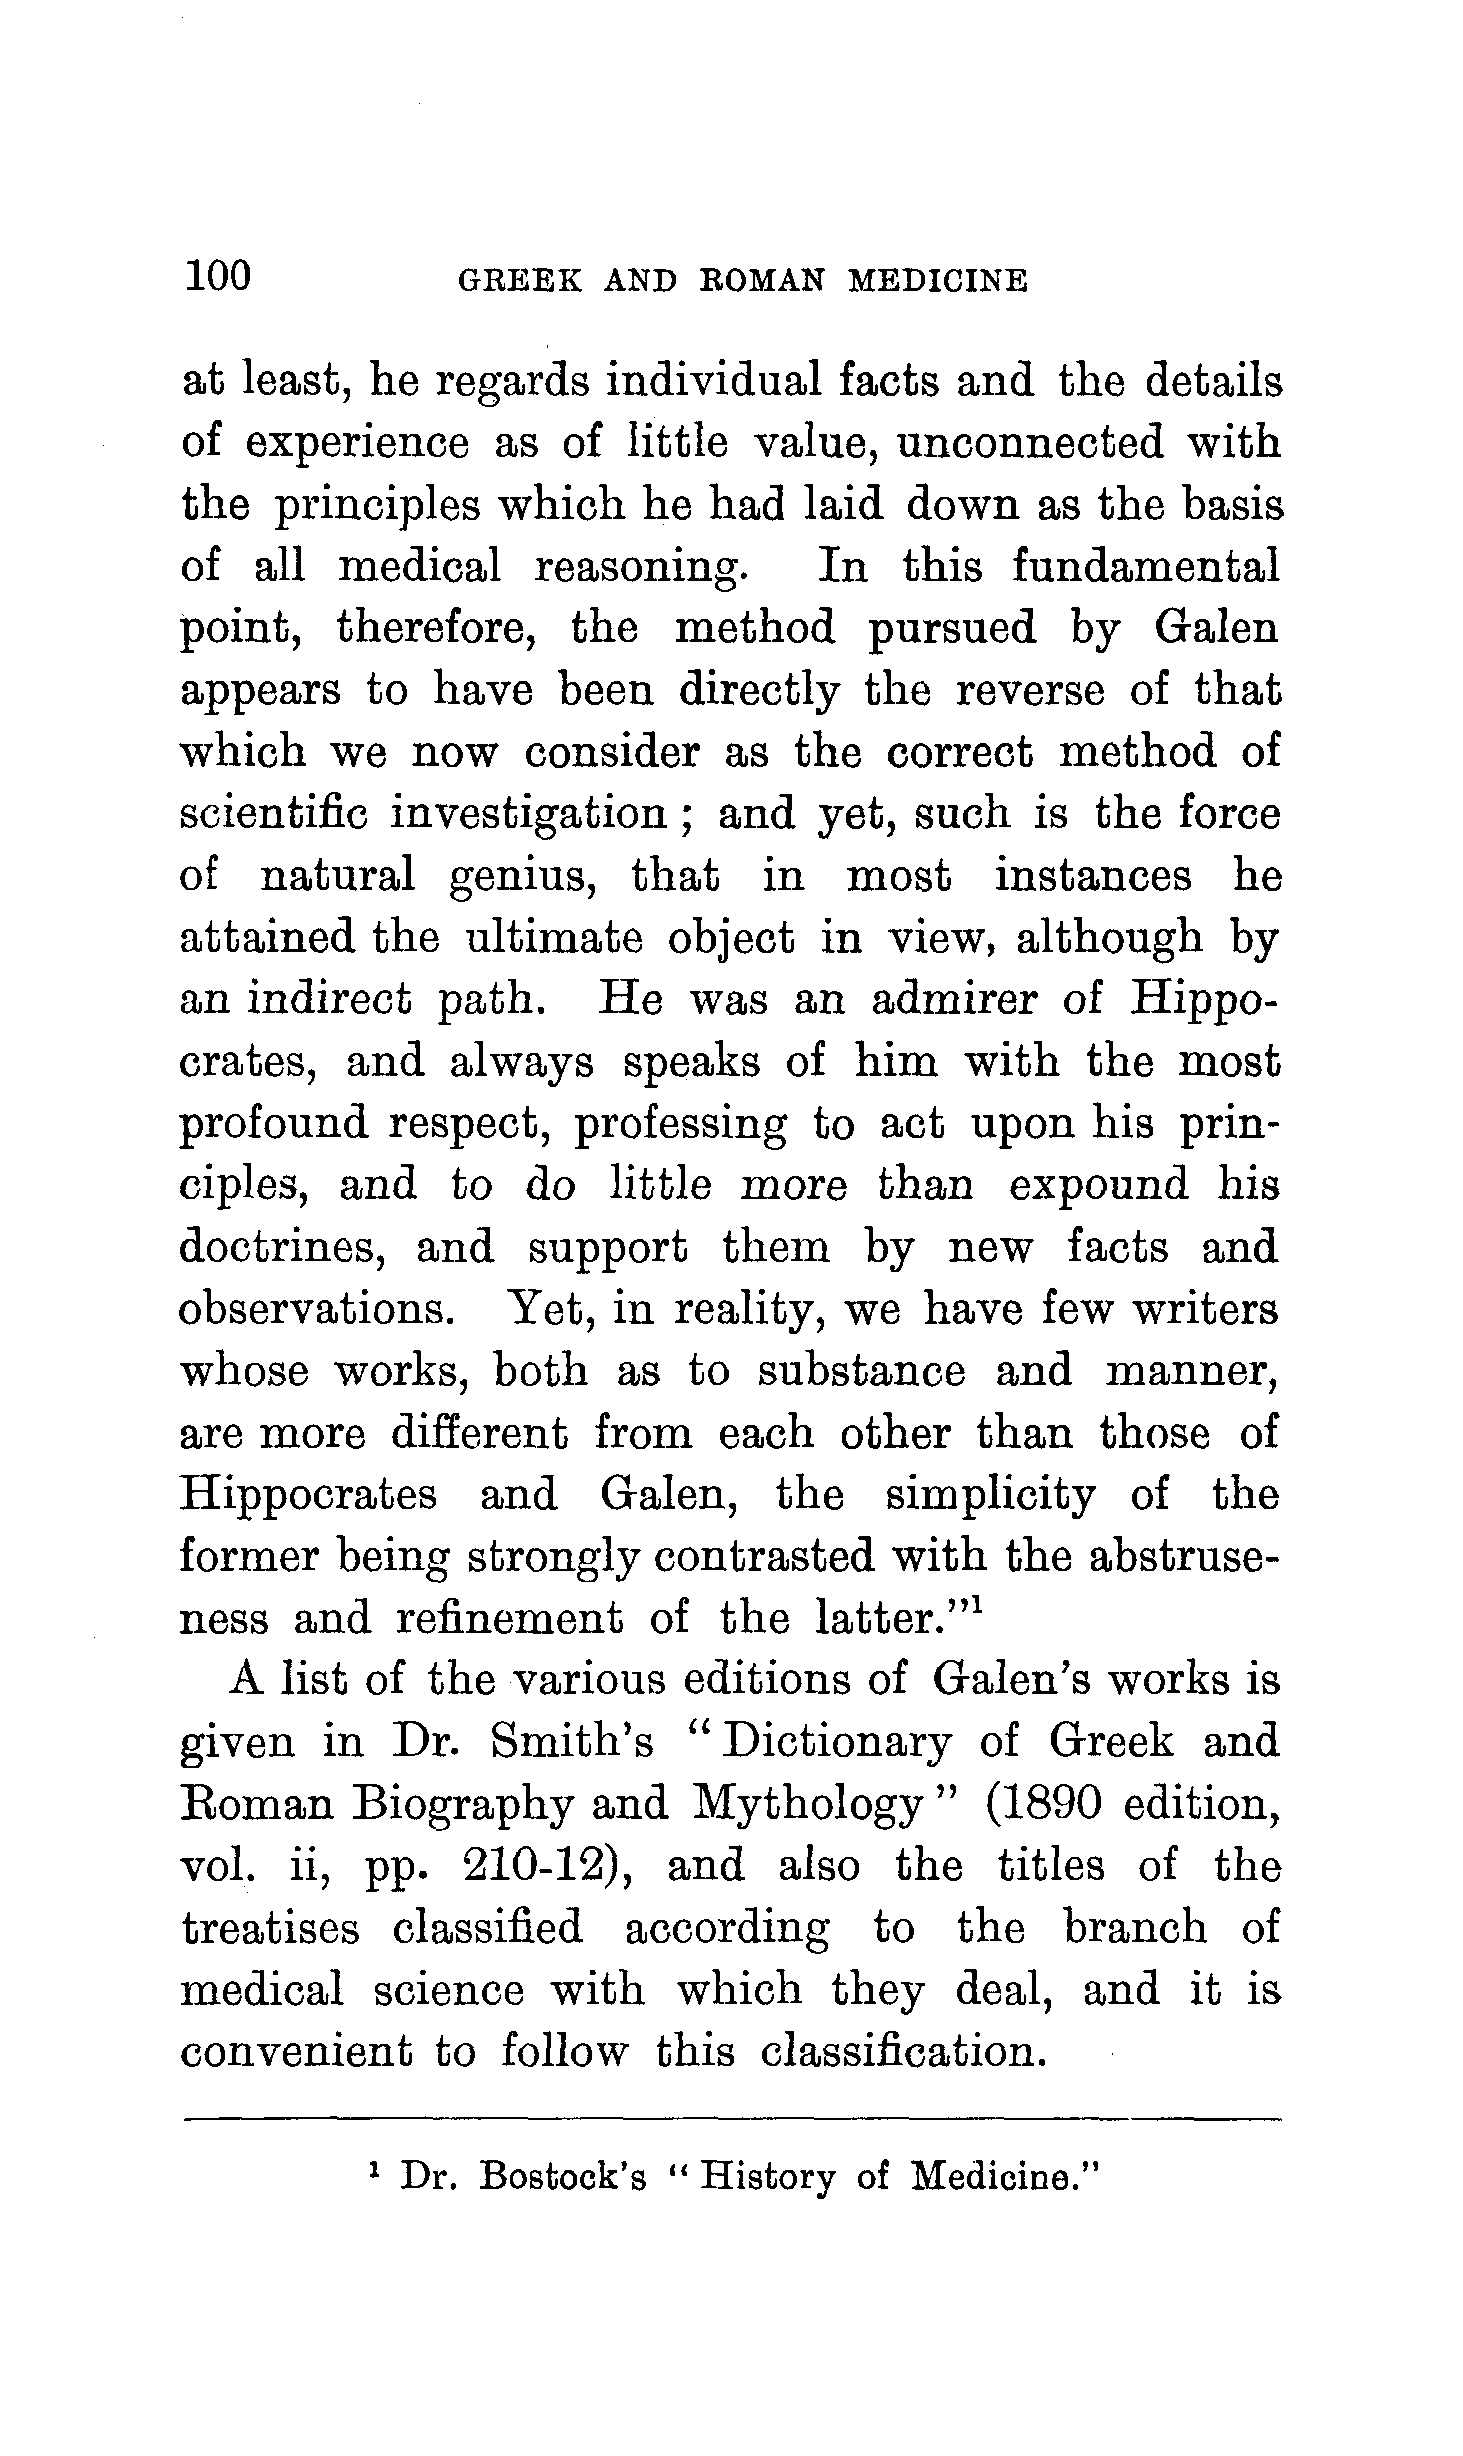 100 GREEK AND ROMAN MEDICINE
at least, he regards individual facts and the details
of experience as of little value, unconnected with
the principles which he had laid down as the basis
of all medical reasoning. In this fundamental
point, therefore, the method pursued by Galen
appears to have been directly the reverse of that
which we now consider as the correct method of
scientific investigation ; and yet, such is the force
of natural genius, that in most instances he
attained the ultimate object in view, although by
an indirect path. He was an admirer of Hippo-
crates, and always speaks of him with the most
profound respect, professing to act upon his prin-
ciples, and to do little more than expound his
doctrines, and support them by new facts and
observations. Yet, in reality, we have few writers
whose works, both as to substance and manner,
are more different from each other than those of
Hippocrates and Galen, the simplicity of the
former being strongly contrasted with the abstruse-
ness and refinement of the latter."¹
A list of the various editions of Galen's works is
given in Dr. Smith's " Dictionary of Greek and
Roman Biography and Mythology " (1890 edition,
vol. ii, pp. 210-12), and also the titles of the
treatises classified according to the branch of
medical science with which they deal, and it is
convenient to follow this classification.
¹ Dr. Bostock's " History of Medicine."